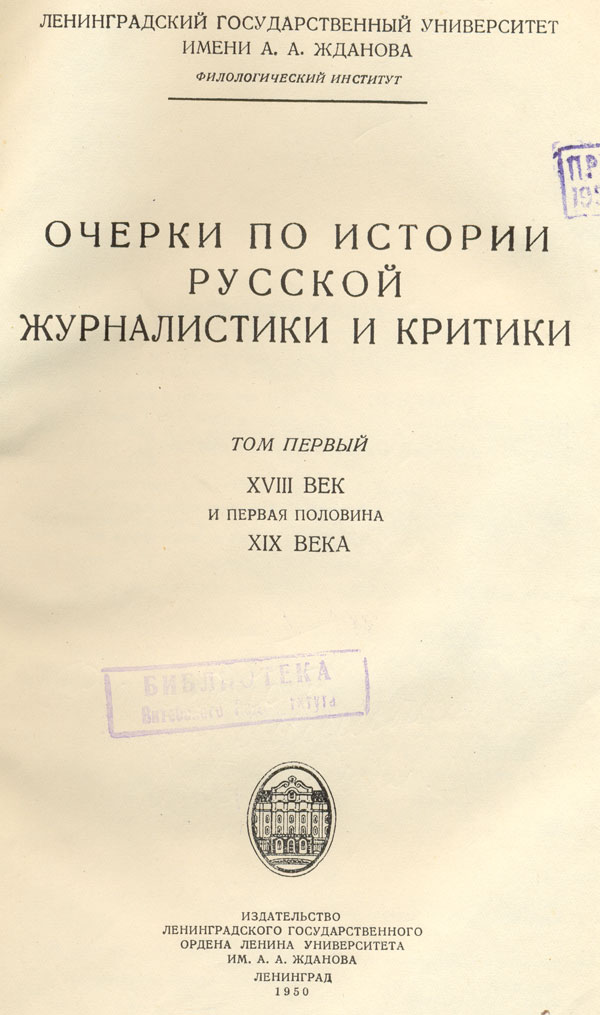 ЛЕНИНГРАДСКИЙ ГОСУДАРСТВЕННЫЙ УНИВЕРСИТЕТ
ИМЕНИ А. А. ЖДАНОВА
ФИЛОЛОГИЧЕСКИЙ ИНСТИТУТ
ПР
ОЧЕРКИ ПО ИСТОРИИ
РУССКОЙ
ЖУРНАЛИСТИКИ И КРИТИКИ
ТОМ ПЕРВЫЙ
XVIII ВЕК
И ПЕРВАЯ ПОЛОВИНА
XIX ВЕКА
БИБЛИОТЕКА
ИЗДАТЕЛЬСТВО
ЛЕНИНГРАДСКОГО ГОСУДАРСТВЕННОГО
ОРДЕНА ЛЕНИНА УНИВЕРСИТЕТА
ИМ. А. А. ЖДАНОВА
ЛЕНИНГРАД
1950